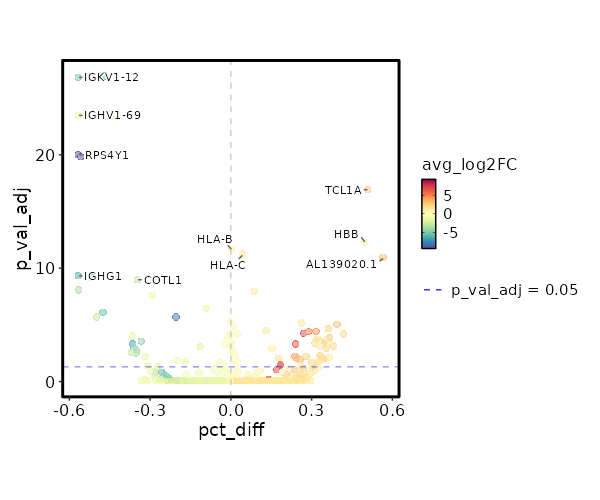 IGKV1-12
IGHV1-69
RPS4Y1
TCL1A
HLA-B
HBB
HLA-C
AL139020.1
IGHG1
COTL1
20
10
0
p_val_adj
-0.6
-0.3
0.0
0.3
0.6
pct_diff
avg_log2FC
5
0
-5
p_val_adj = 0.05